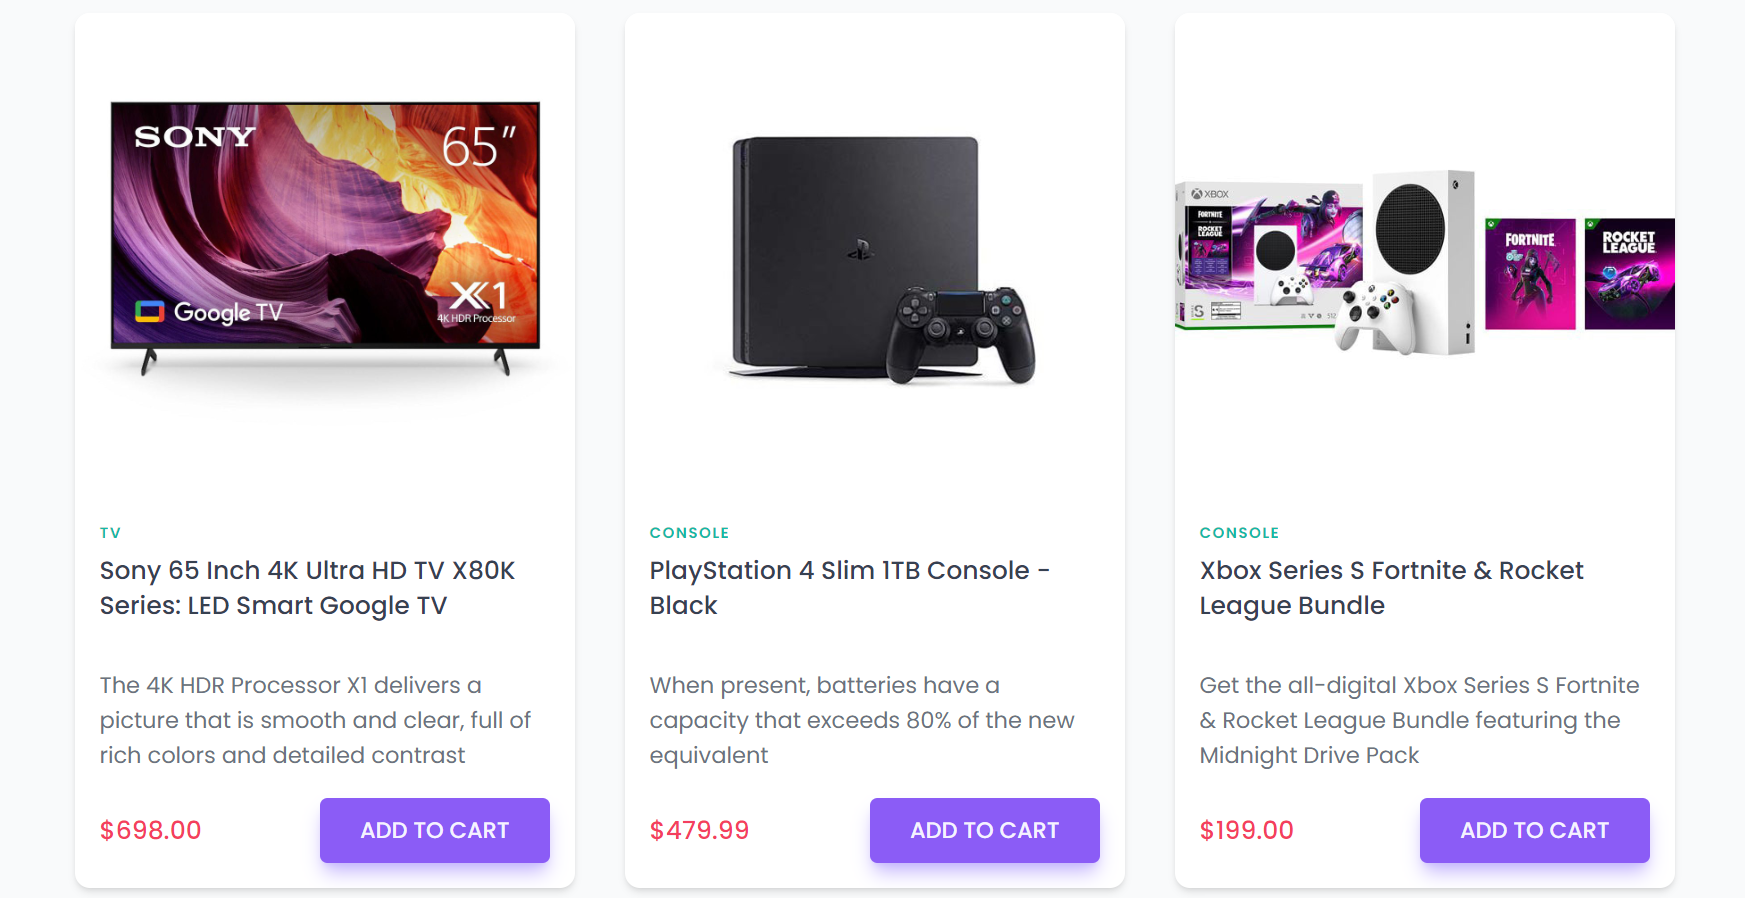 SONY
65"
Google TV
X1
4K HDR Processor
TV
Sony 65 Inch 4K Ultra HD TV X80K
Series: LED Smart Google TV
The 4K HDR Processor X1 delivers a
picture that is smooth and clear, full of
rich colors and detailed contrast
$698.00
ADD TO CART
CONSOLE
PlayStation 4 Slim 1TB Console -
Black
When present, batteries have a
capacity that exceeds 80% of the new
equivalent
$479.99
ADD TO CART
XBOX
FORTNITE
ROCKET
LEAGUE
S
512
FORTNITE
ROCKET
LEAGUE
CONSOLE
Xbox Series S Fortnite & Rocket
League Bundle
Get the all-digital Xbox Series S Fortnite
& Rocket League Bundle featuring the
Midnight Drive Pack
$199.00
ADD TO CART